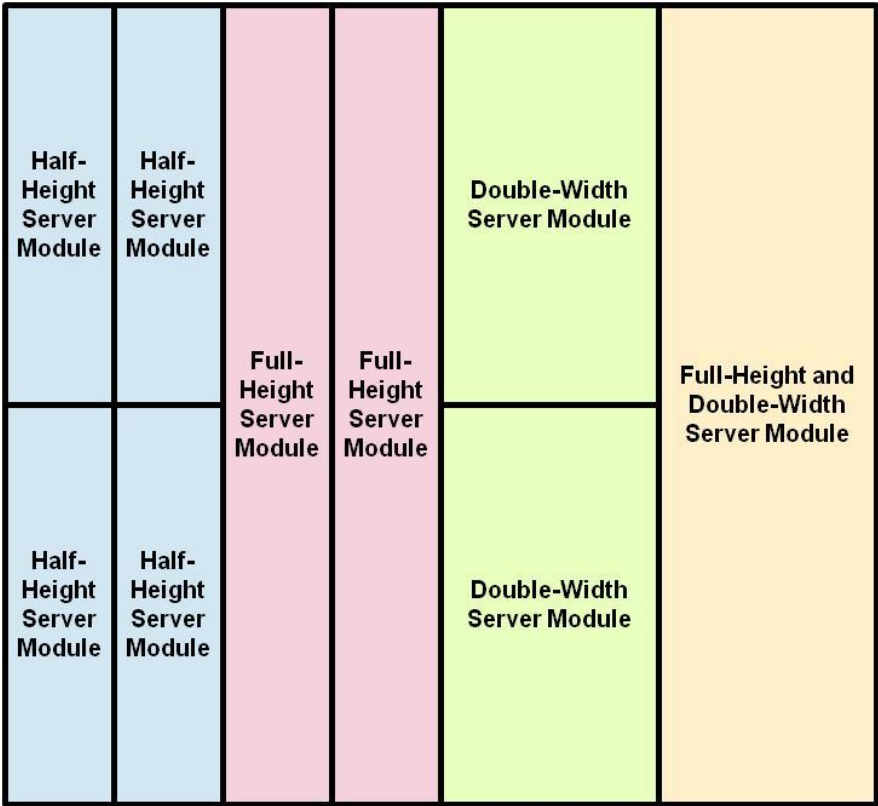 Half-
Height
Server
Module
Half-
Height
Server
Module
Full-
Height
Server
Module
Full-
Height
Server
Module
Double-Width
Server Module
Full-Height and
Double-Width
Server Module
Half-
Height
Server
Module
Half-
Height
Server
Module
Double-Width
Server Module